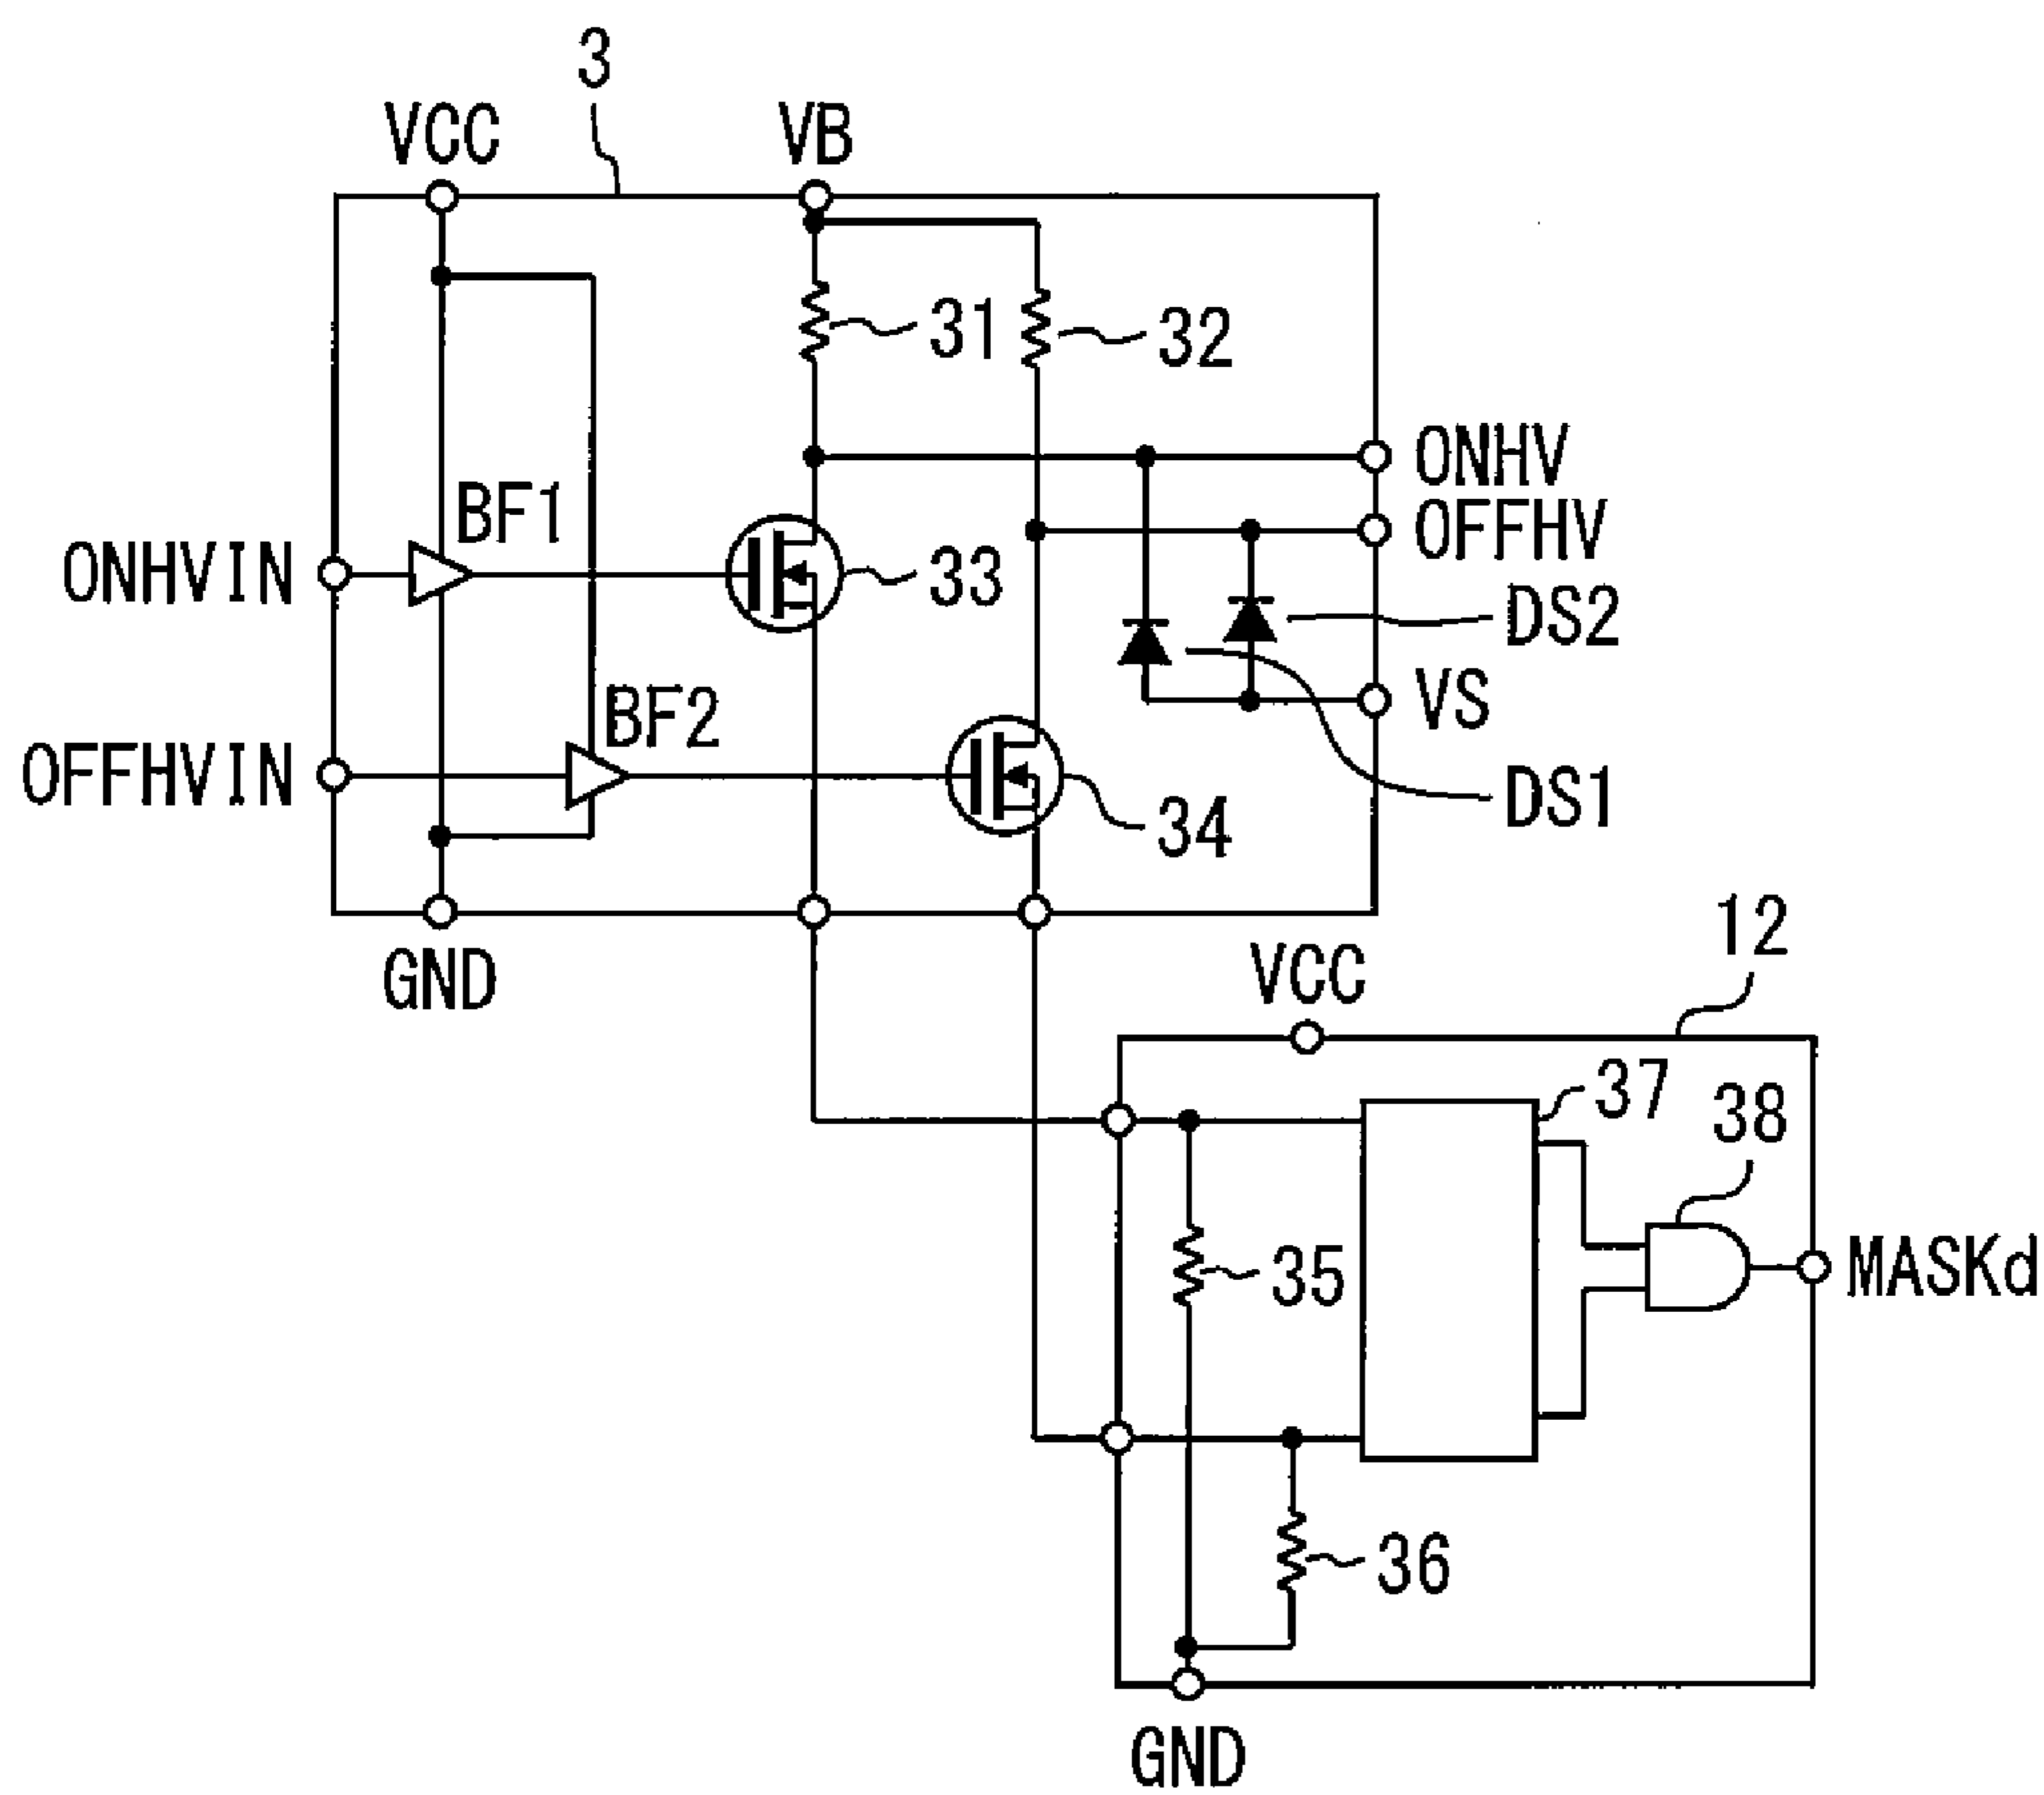 3
VCC
VB
31
32
ONHV
OFFHV
BF1
ONHVIN
33
DS2
VS
BF2
OFFHVIN
34
DS1
GND
12
VCC
37
38
35
MASKd
36
GND